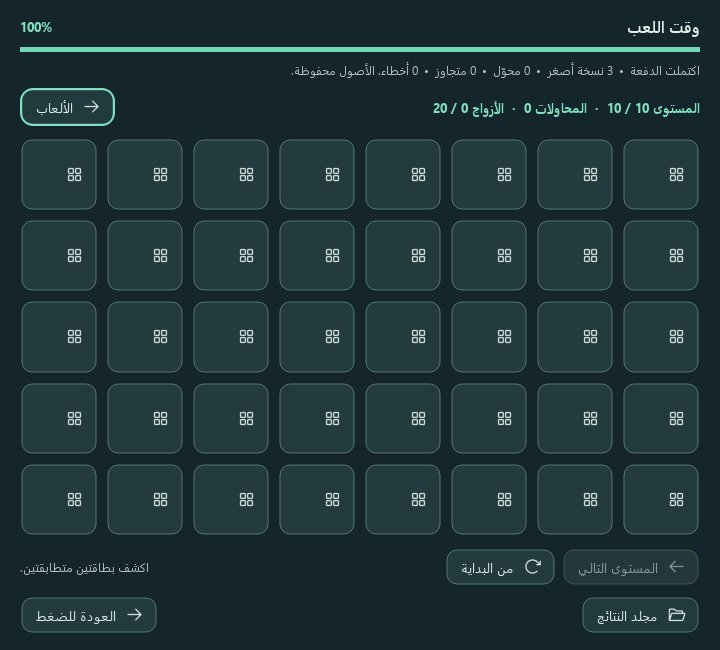 وقت اللعب
100%
اكتملت الدفعة • 3 نسخة أصغر • 0 محوّل • 0 متجاوز • 0 أخطاء. الأصول محفوظة.
المستوى 10 / 10 · المحاولات 0 · الأزواج 0 / 20
الألعاب
المستوى التالي
من البداية
اكشف بطاقتين متطابقتين.
مجلد النتائج
العودة للضغط